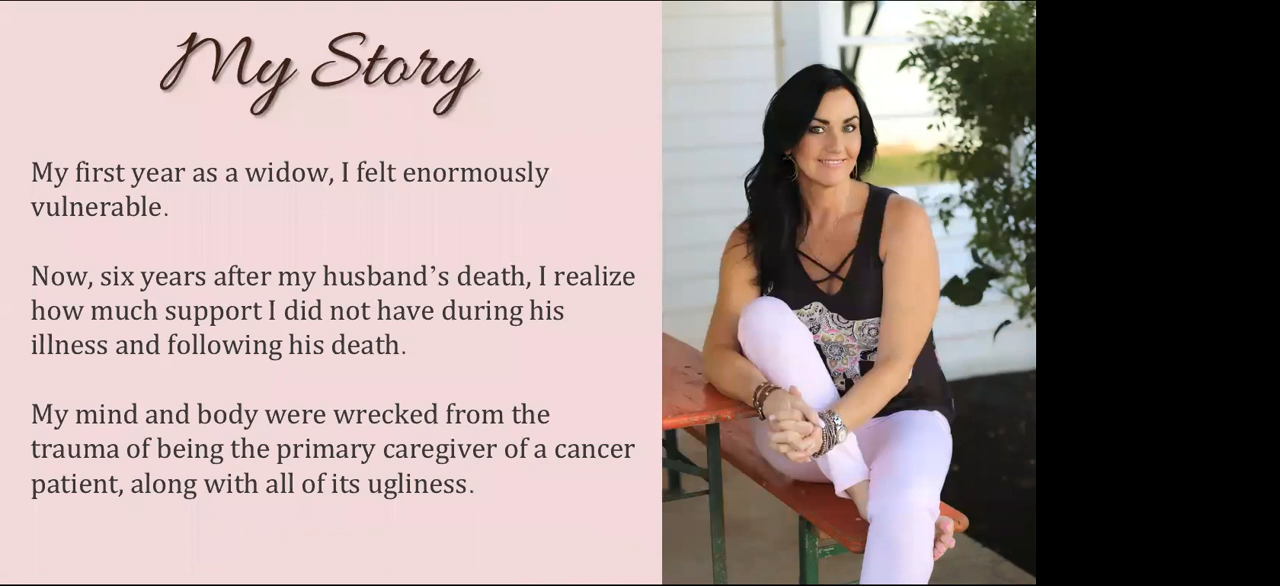 My Story
My first year as a widow, I felt enormously
vulnerable.
Now, six years after my husband's death, I realize
how much support I did not have during his
illness and following his death.
My mind and body were wrecked from the
trauma of being the primary caregiver of a cancer
patient, along with all of its ugliness.